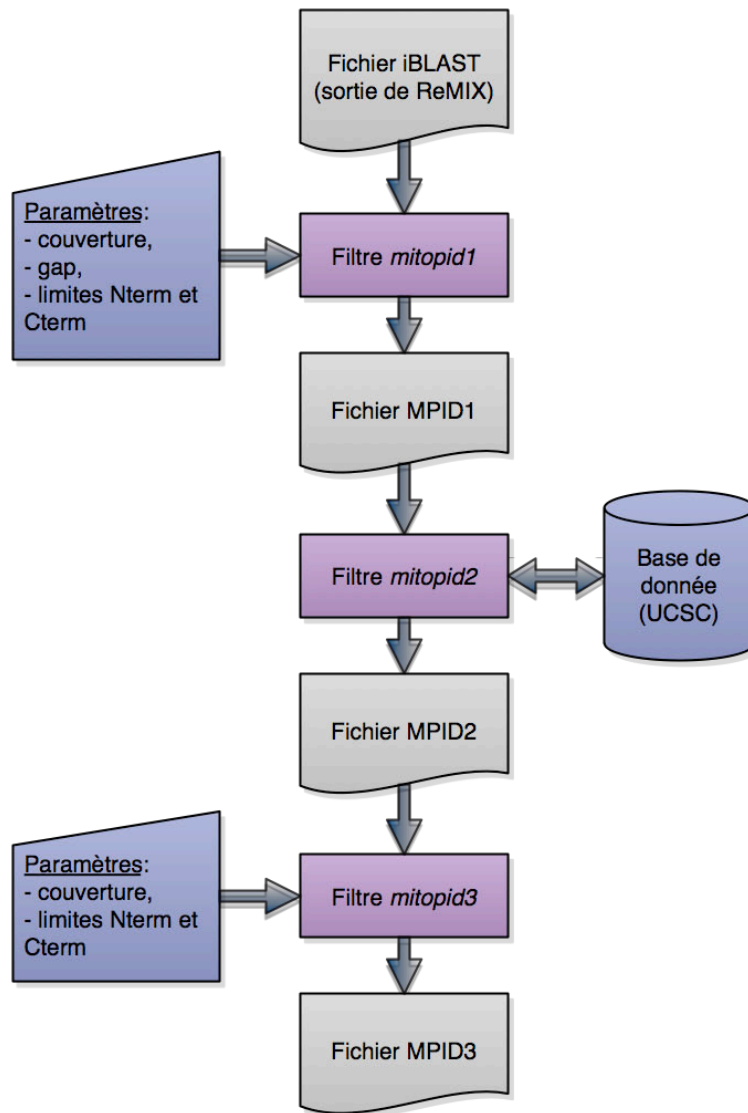 Fichier iBLAST
(sortie de ReMIX)
Paramètres:
- couverture,
- gap,
- limites Nterm et
Cterm
Filtre mitopid1
Fichier MPID1
Filtre mitopid2
Base de
donnée
(UCSC)
Fichier MPID2
Paramètres:
- couverture,
- limites Nterm et
Cterm
Filtre mitopid3
Fichier MPID3